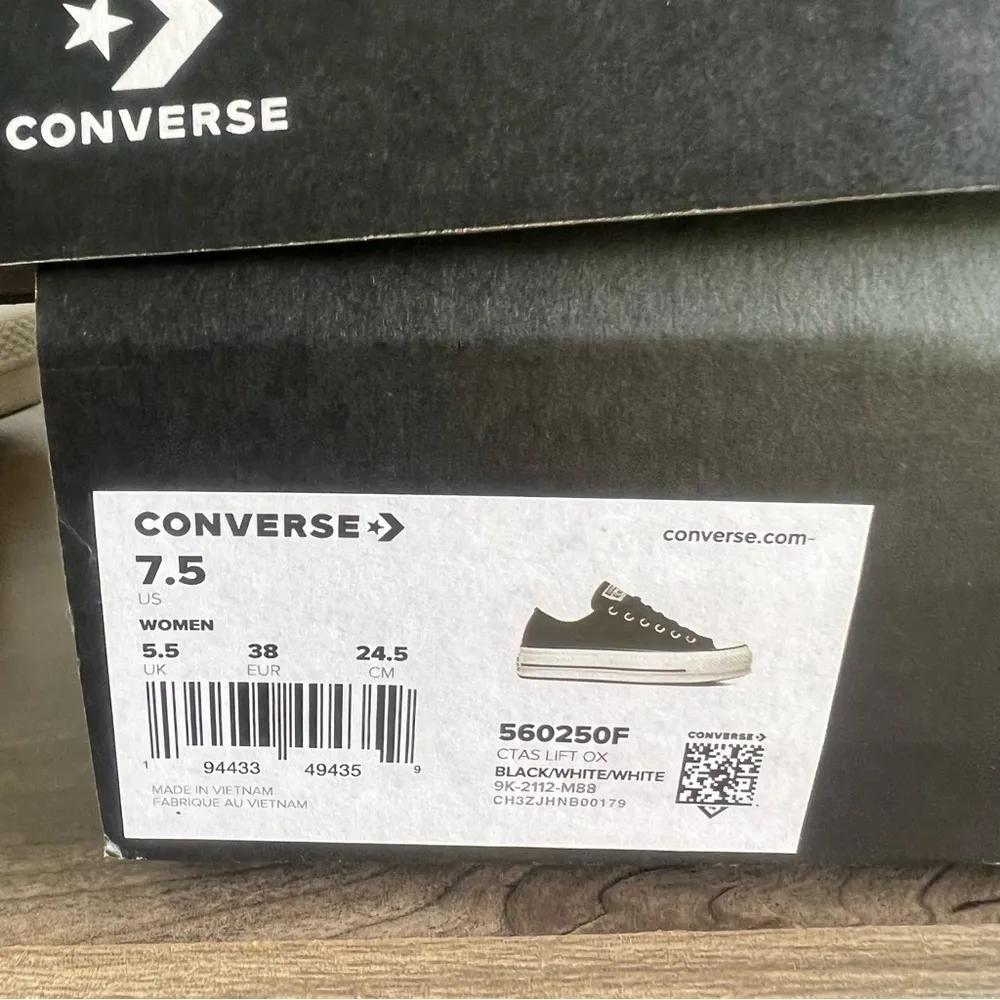 CONVERSE
CONVERSE
converse.com-
7.5
US
WOMEN
5.5 38 24.5
UK EUR CM
1 94433 49435 9
MADE IN VIETNAM
FABRIQUE AU VIETNAM
560250F
CTAS LIFT OX
BLACK/WHITE/WHITE
9K-2112-M88
CH3ZJHNB00179
CONVERSE